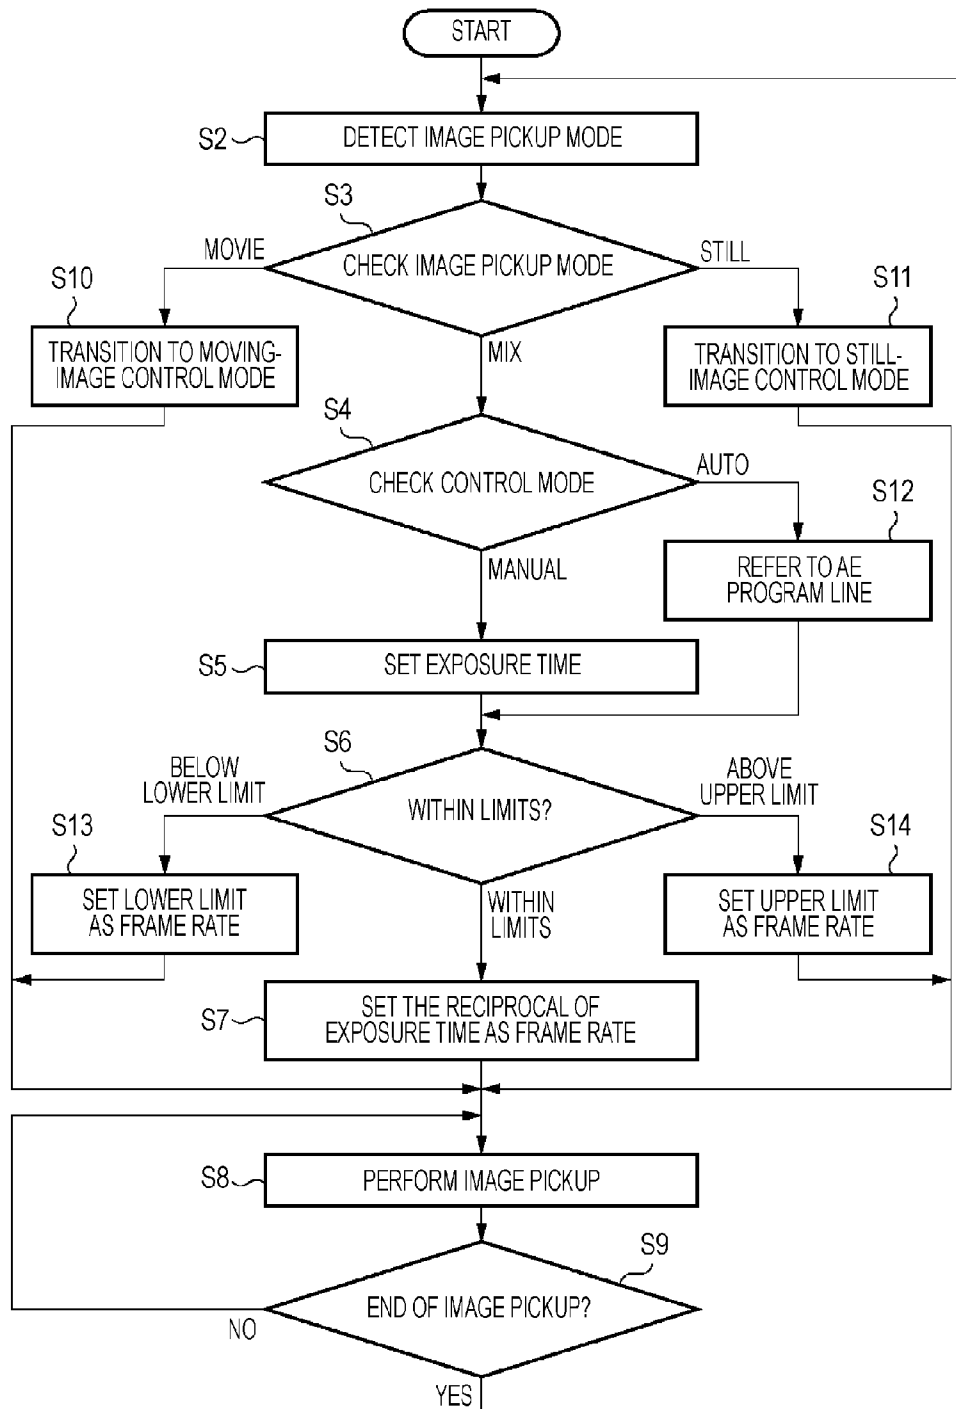 START
S2
DETECT IMAGE PICKUP MODE
S3
MOVIE
CHECK IMAGE PICKUP MODE
STILL
S10
S11
TRANSITION TO MOVING-
IMAGE CONTROL MODE
MIX
TRANSITION TO STILL-
IMAGE CONTROL MODE
S4
CHECK CONTROL MODE
AUTO
S12
MANUAL
REFER TO AE
PROGRAM LINE
S5
SET EXPOSURE TIME
S6
BELOW
LOWER LIMIT
WITHIN LIMITS?
ABOVE
UPPER LIMIT
S13
S14
SET LOWER LIMIT
AS FRAME RATE
WITHIN
LIMITS
SET UPPER LIMIT
AS FRAME RATE
S7
SET THE RECIPROCAL OF
EXPOSURE TIME AS FRAME RATE
S8
PERFORM IMAGE PICKUP
S9
END OF IMAGE PICKUP?
NO
YES